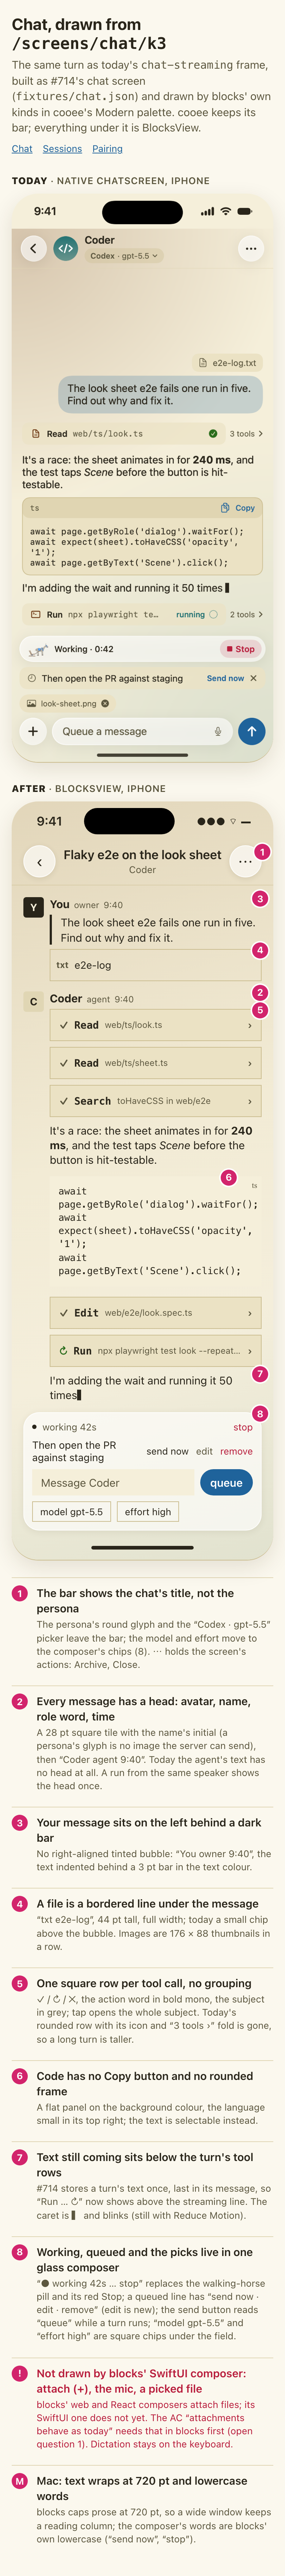 Chat, drawn from
/screens/chat/k3
The same turn as today's chat-streaming frame,
built as #714's chat screen
(fixtures/chat.json) and drawn by blocks' own
kinds in cooee's Modern palette. cooee keeps its
bar; everything under it is BlocksView.
Chat Sessions Pairing
TODAY · NATIVE CHATSCREEN, IPHONE
9:41
Coder
Codex · gpt-5.5
e2e-log.txt
The look sheet e2e fails one run in five.
Find out why and fix it.
Read web/ts/look.ts 3 tools ›
It's a race: the sheet animates in for 240 ms, and
the test taps Scene before the button is hit-
testable.
ts Copy
await page.getByRole('dialog').waitFor();
await expect(sheet).toHaveCSS('opacity',
'1');
await page.getByText('Scene').click();
I'm adding the wait and running it 50 times ▌
Run npx playwright te… running 2 tools ›
Working · 0:42 Stop
Then open the PR against staging Send now ✕
look-sheet.png
Queue a message
AFTER · BLOCKSVIEW, IPHONE
9:41
‹ Flaky e2e on the look sheet ··· 1
Coder
Y You owner 9:40 3
The look sheet e2e fails one run in five.
Find out why and fix it.
4
txt e2e-log
2
C Coder agent 9:40
5
✓ Read web/ts/look.ts ›
✓ Read web/ts/sheet.ts ›
✓ Search toHaveCSS in web/e2e ›
It's a race: the sheet animates in for 240
ms, and the test taps Scene before the
button is hit-testable.
6
ts
await
page.getByRole('dialog').waitFor();
await
expect(sheet).toHaveCSS('opacity',
'1');
await
page.getByText('Scene').click();
✓ Edit web/e2e/look.spec.ts ›
↻ Run npx playwright test look --repeat… ›
7
I'm adding the wait and running it 50
times▌
8
● working 42s stop
Then open the PR
against staging send now edit remove
Message Coder queue
model gpt-5.5 effort high
1 The bar shows the chat's title, not the
persona
The persona's round glyph and the “Codex · gpt-5.5”
picker leave the bar; the model and effort move to
the composer's chips (8). ··· holds the screen's
actions: Archive, Close.
2 Every message has a head: avatar, name,
role word, time
A 28 pt square tile with the name's initial (a
persona's glyph is no image the server can send),
then “Coder agent 9:40”. Today the agent's text has
no head at all. A run from the same speaker shows
the head once.
3 Your message sits on the left behind a dark
bar
No right-aligned tinted bubble: “You owner 9:40”, the
text indented behind a 3 pt bar in the text colour.
4 A file is a bordered line under the message
“txt e2e-log”, 44 pt tall, full width; today a small chip
above the bubble. Images are 176 × 88 thumbnails in
a row.
5 One square row per tool call, no grouping
✓ / ↻ / ✕, the action word in bold mono, the subject
in grey; tap opens the whole subject. Today's
rounded row with its icon and “3 tools ›” fold is gone,
so a long turn is taller.
6 Code has no Copy button and no rounded
frame
A flat panel on the background colour, the language
small in its top right; the text is selectable instead.
7 Text still coming sits below the turn's tool
rows
#714 stores a turn's text once, last in its message, so
“Run ... ↻” now shows above the streaming line. The
caret is ▌ and blinks (still with Reduce Motion).
8 Working, queued and the picks live in one
glass composer
“● working 42s ... stop” replaces the walking-horse
pill and its red Stop; a queued line has “send now ·
edit · remove” (edit is new); the send button reads
“queue” while a turn runs; “model gpt-5.5” and
“effort high” are square chips under the field.
! Not drawn by blocks' SwiftUI composer:
attach (+), the mic, a picked file
blocks' web and React composers attach files; its
SwiftUI one does not yet. The AC “attachments
behave as today” needs that in blocks first (open
question 1). Dictation stays on the keyboard.
M Mac: text wraps at 720 pt and lowercase
words
blocks caps prose at 720 pt, so a wide window keeps
a reading column; the composer's words are blocks'
own lowercase (“send now”, “stop”).